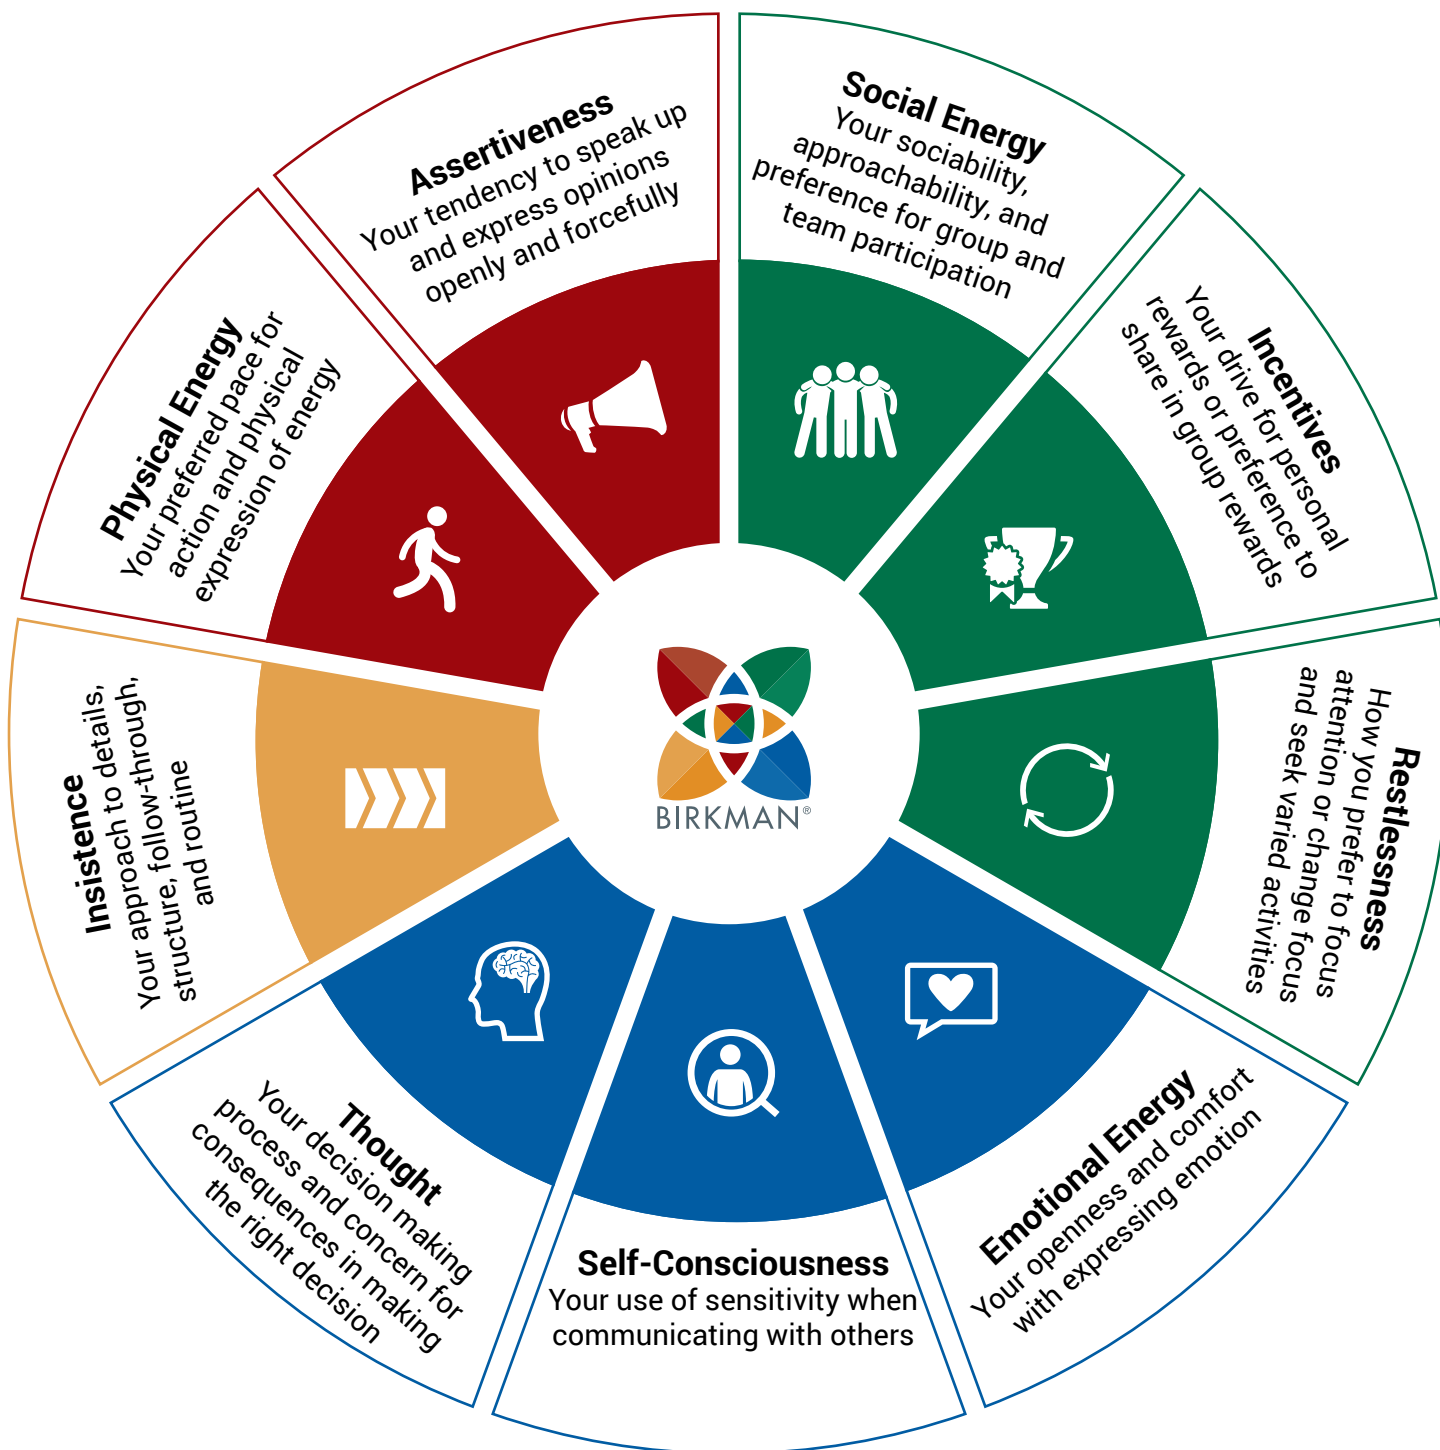 Social Energy
Your sociability,
approachability, and
preference for group and
team participation
Incentives
Your drive for personal
rewards or preference to
share in group rewards
Restlessness
How you prefer to focus
attention or change focus
and seek varied activities
Emotional Energy
Your openness and comfort
with expressing emotion
Self-Consciousness
Your use of sensitivity when
communicating with others
Thought
Your decision making
process and concern for
consequences in making
the right decision
Insistence
Your approach to details,
structure, follow-through,
and routine
Physical Energy
Your preferred pace for
action and physical
expression of energy
Assertiveness
Your tendency to speak up
and express opinions
openly and forcefully
BIRKMAN®